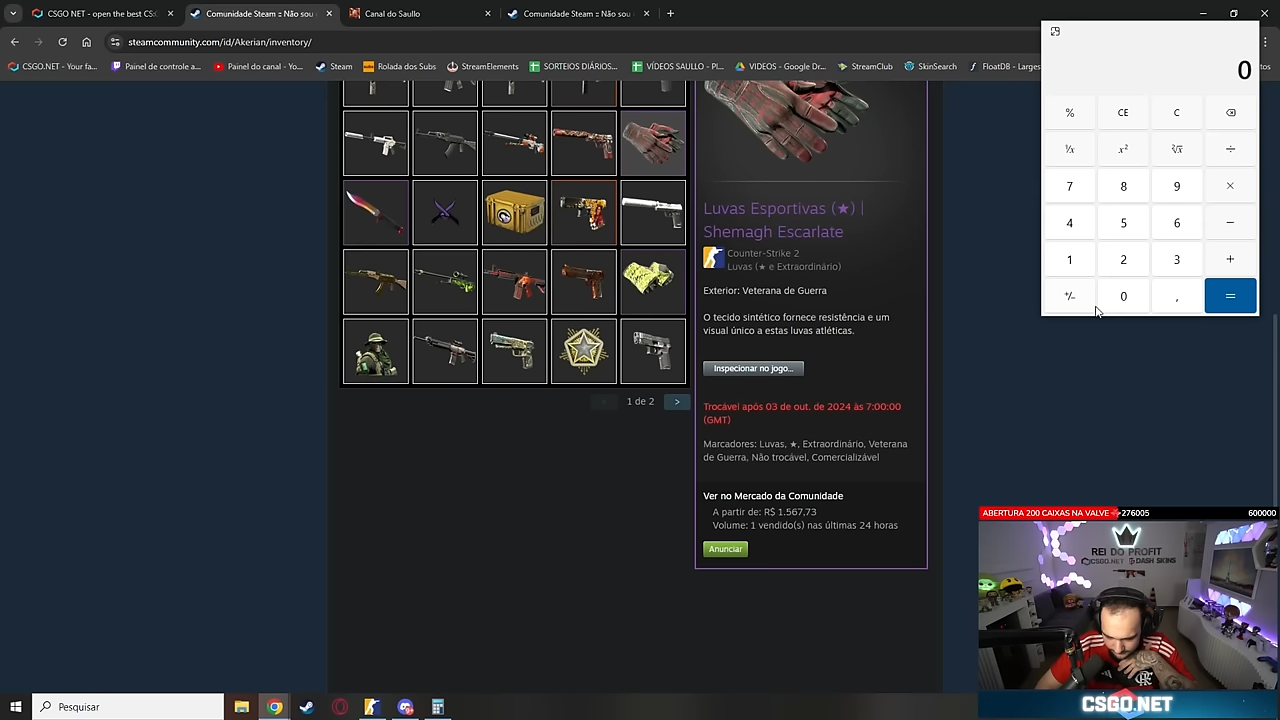 CSGO NET - open the best CS:
Comunidade Steam :: Não sou
Canal do Saullo
Comunidade Steam :: Não sou
steamcommunity.com/id/Akerian/inventory/
CSGO.NET - Your fa...
Painel de controle a...
Painel do canal - Yo...
Steam
Rolada dos Subs
StreamElements
SORTEIOS DIÁRIOS...
VÍDEOS SAULLO - PL...
VIDEOS - Google Dr...
StreamClub
SkinSearch
FloatDB - Larges
0
%
CE
C
¹/x
x²
²√x
÷
7
8
9
×
4
5
6
−
1
2
3
+
+/−
0
,
=
Luvas Esportivas (★) |
Shemagh Escarlate
Counter-Strike 2
Luvas (★ e Extraordinário)
Exterior: Veterana de Guerra
O tecido sintético fornece resistência e um
visual único a estas luvas atléticas.
Inspecionar no jogo...
Trocável após 03 de out. de 2024 às 7:00:00
(GMT)
Marcadores: Luvas, ★, Extraordinário, Veterana
de Guerra, Não trocável, Comercializável
Ver no Mercado da Comunidade
A partir de: R$ 1.567,73
Volume: 1 vendido(s) nas últimas 24 horas
Anunciar
< 1 de 2 >
ABERTURA 200 CAIXAS NA VALVE
276005
600000
REI DO PROFIT
CSGO.NET
DASH SKINS
CSGO.NET
Pesquisar